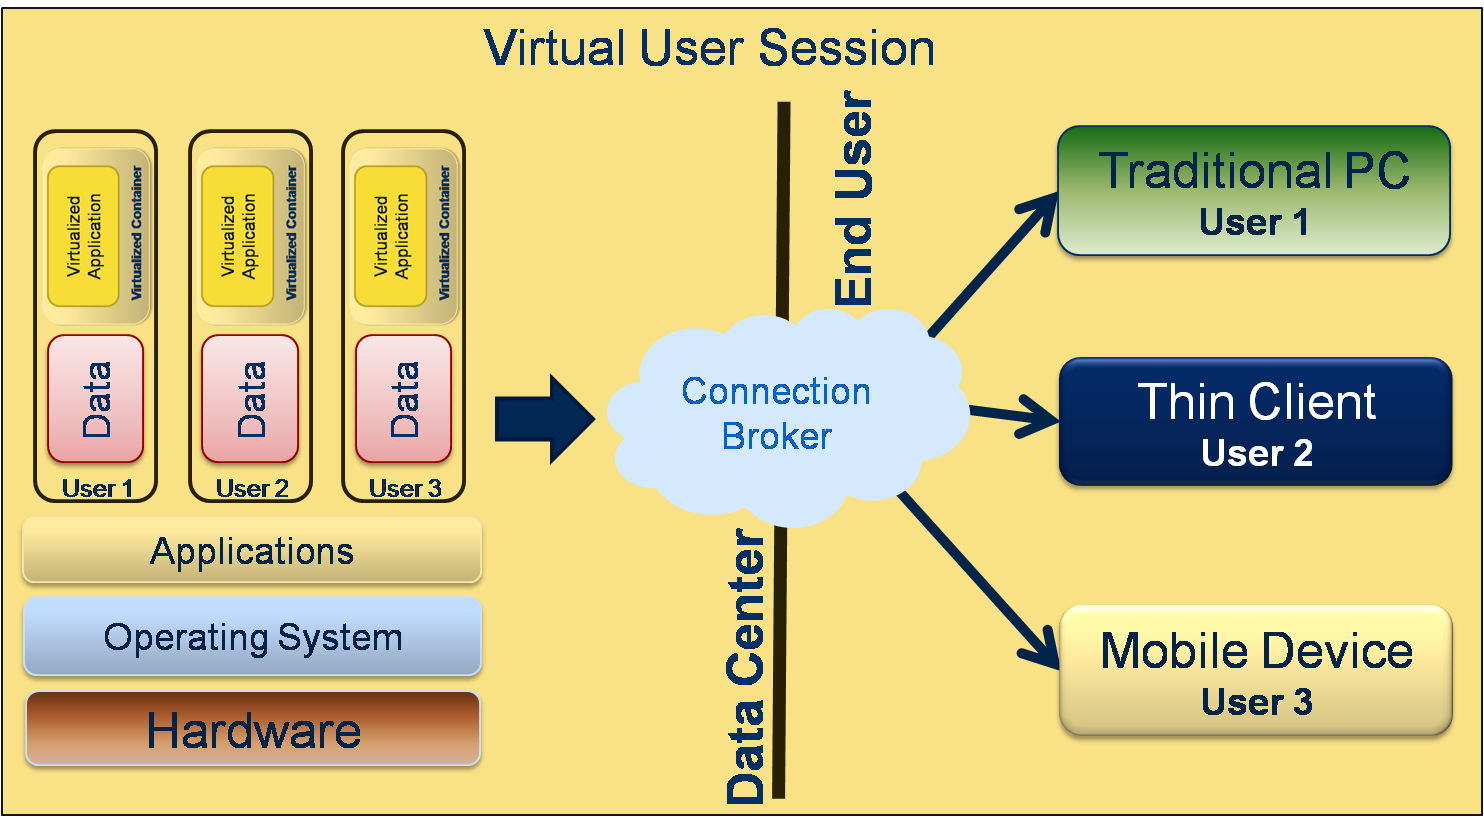 Virtual User Session
Virtualized
Application
Virtualized Container
Data
User 1
Virtualized
Application
Virtualized Container
Data
User 2
Virtualized
Application
Virtualized Container
Data
User 3
Applications
Operating System
Hardware
Connection
Broker
Data Center
End User
Traditional PC
User 1
Thin Client
User 2
Mobile Device
User 3